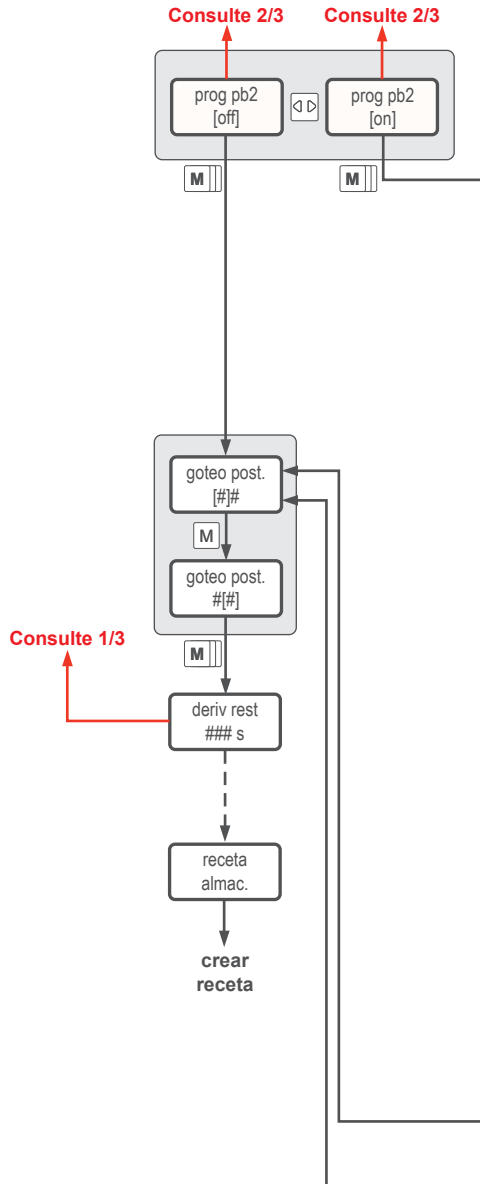 Consulte 2/3 Consulte 2/3
prog pb2
[off]
prog pb2
[on]
M M
goteo post.
[#]#
M
goteo post.
#[#]
Consulte 1/3
M
deriv rest
### s
receta
almac.
crear
receta